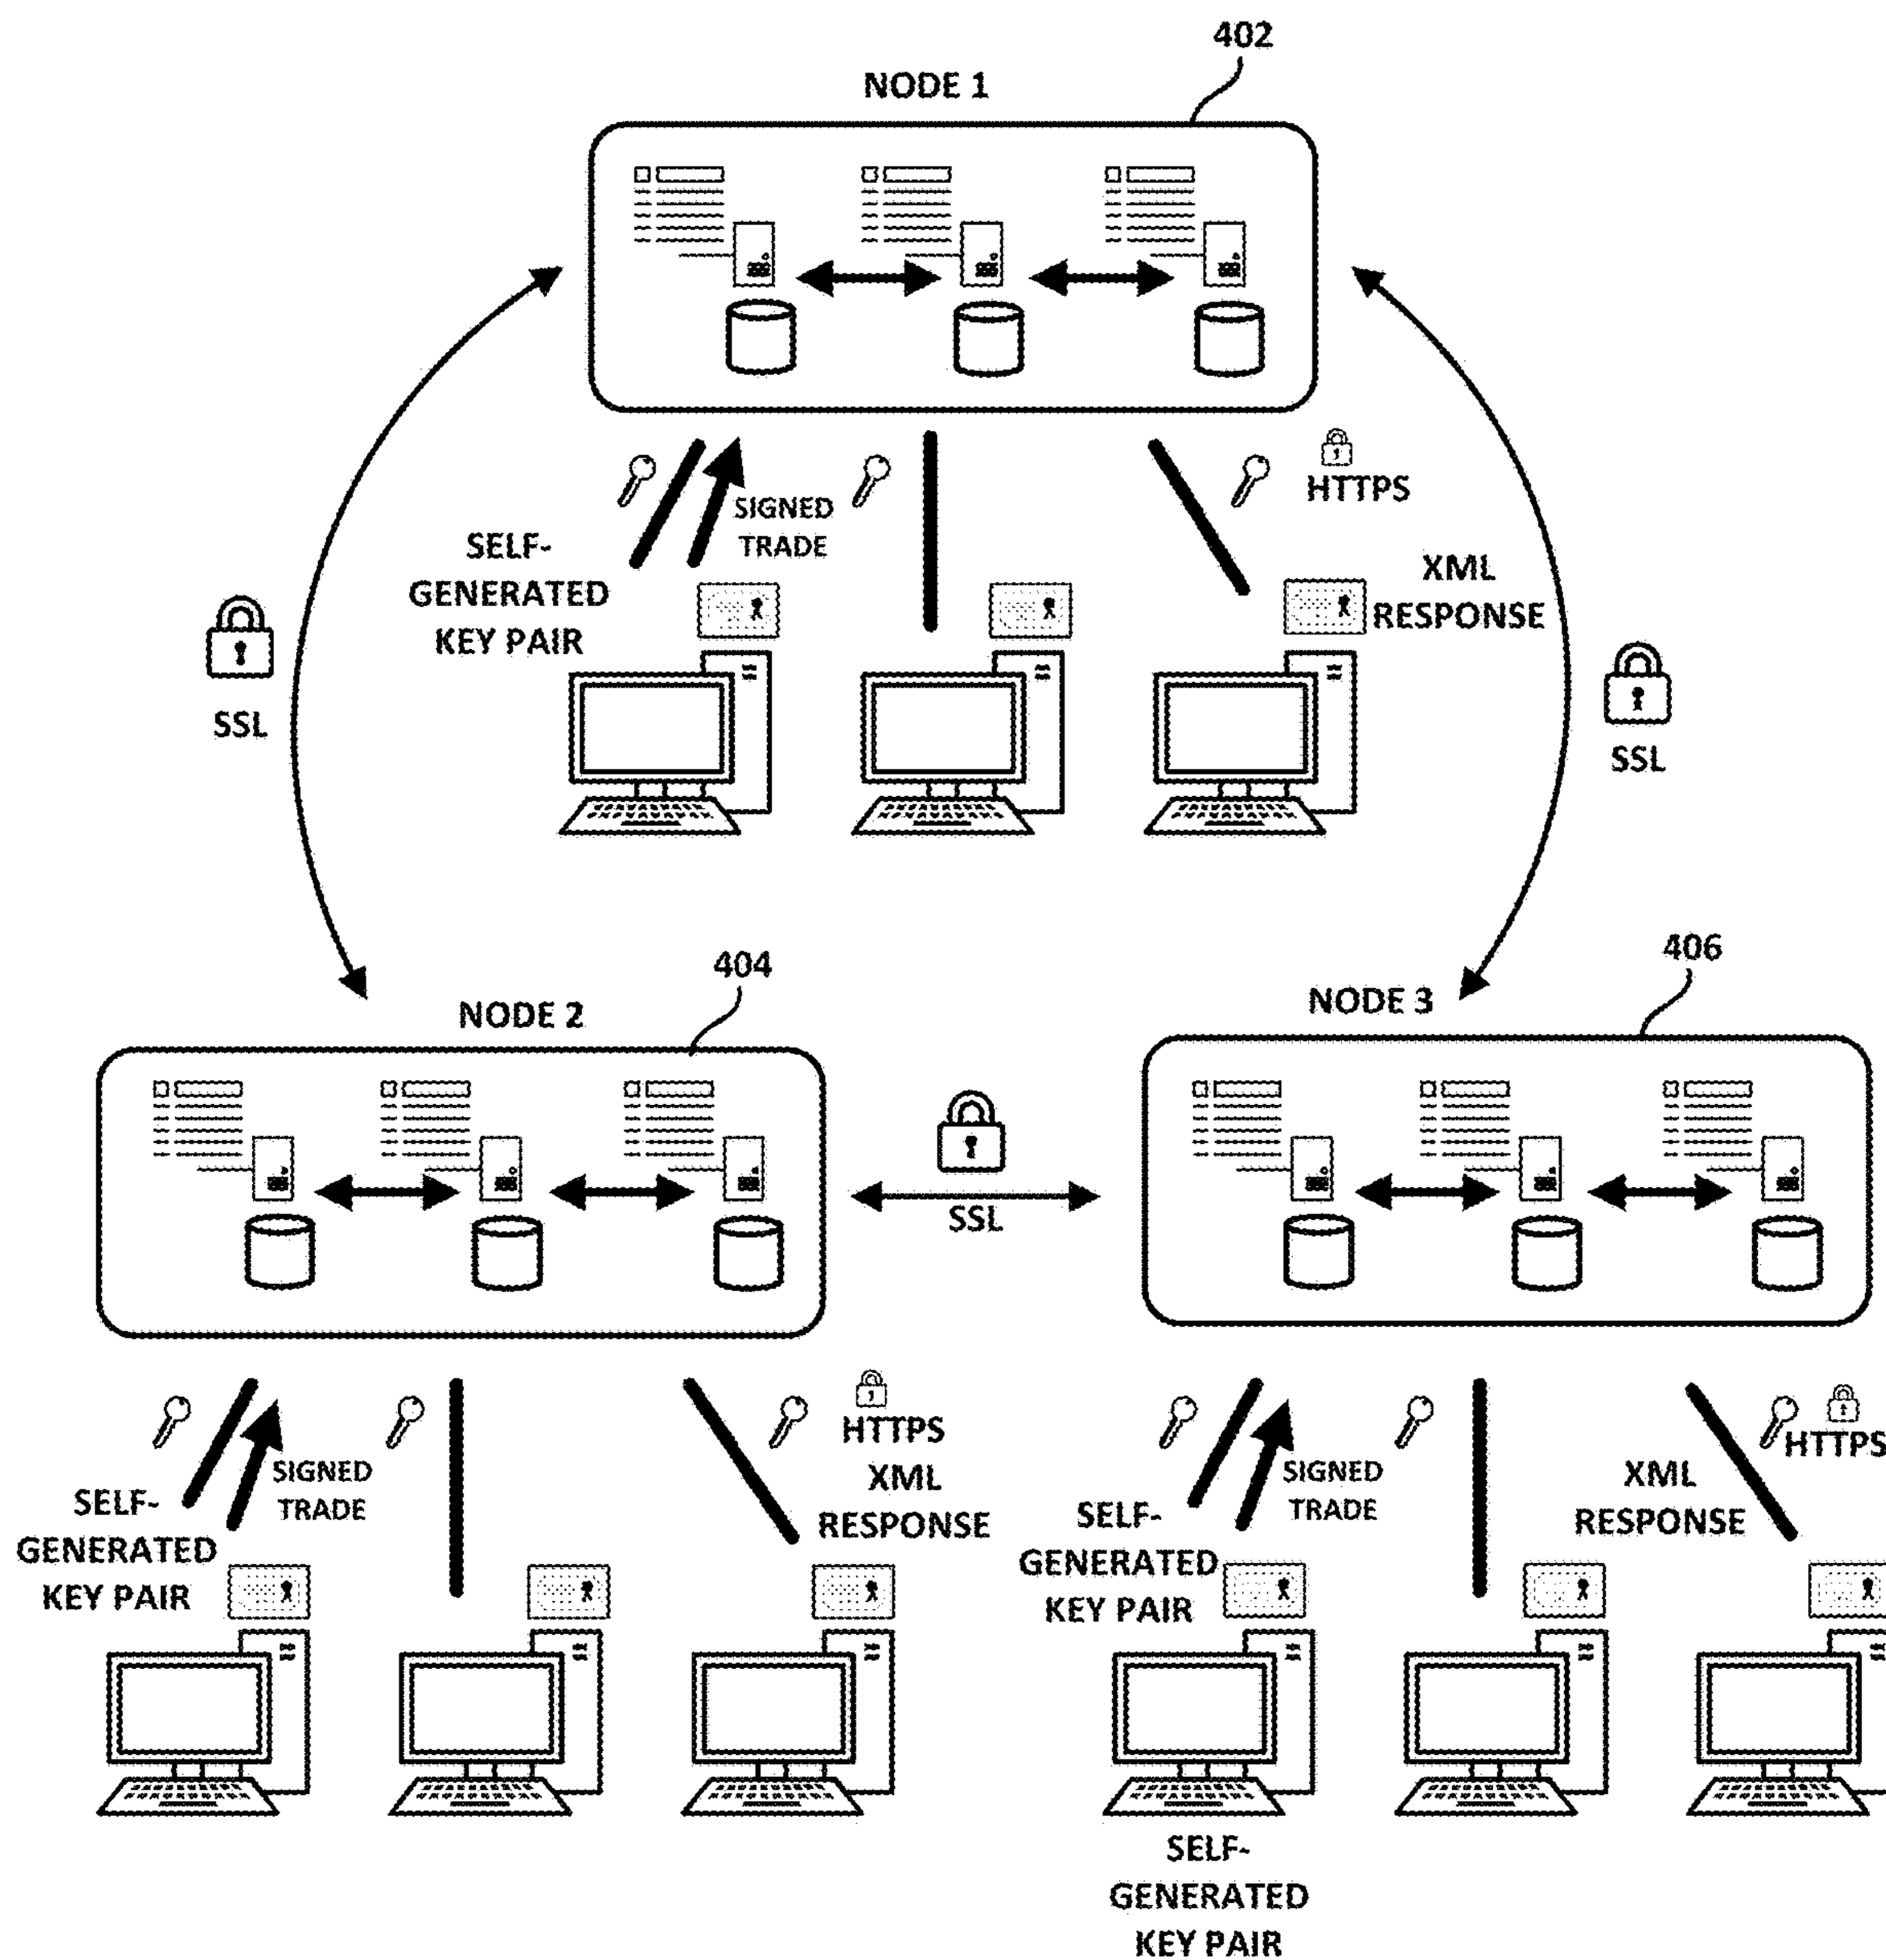 402
NODE 1
HTTPS
SIGNED
TRADE
SELF-
GENERATED
KEY PAIR
XML
RESPONSE
SSL
SSL
404
406
NODE 2
NODE 3
SSL
HTTPS
XML
RESPONSE
SIGNED
TRADE
SELF-
GENERATED
KEY PAIR
HTTPS
XML
RESPONSE
SIGNED
TRADE
SELF-
GENERATED
KEY PAIR
SELF-
GENERATED
KEY PAIR